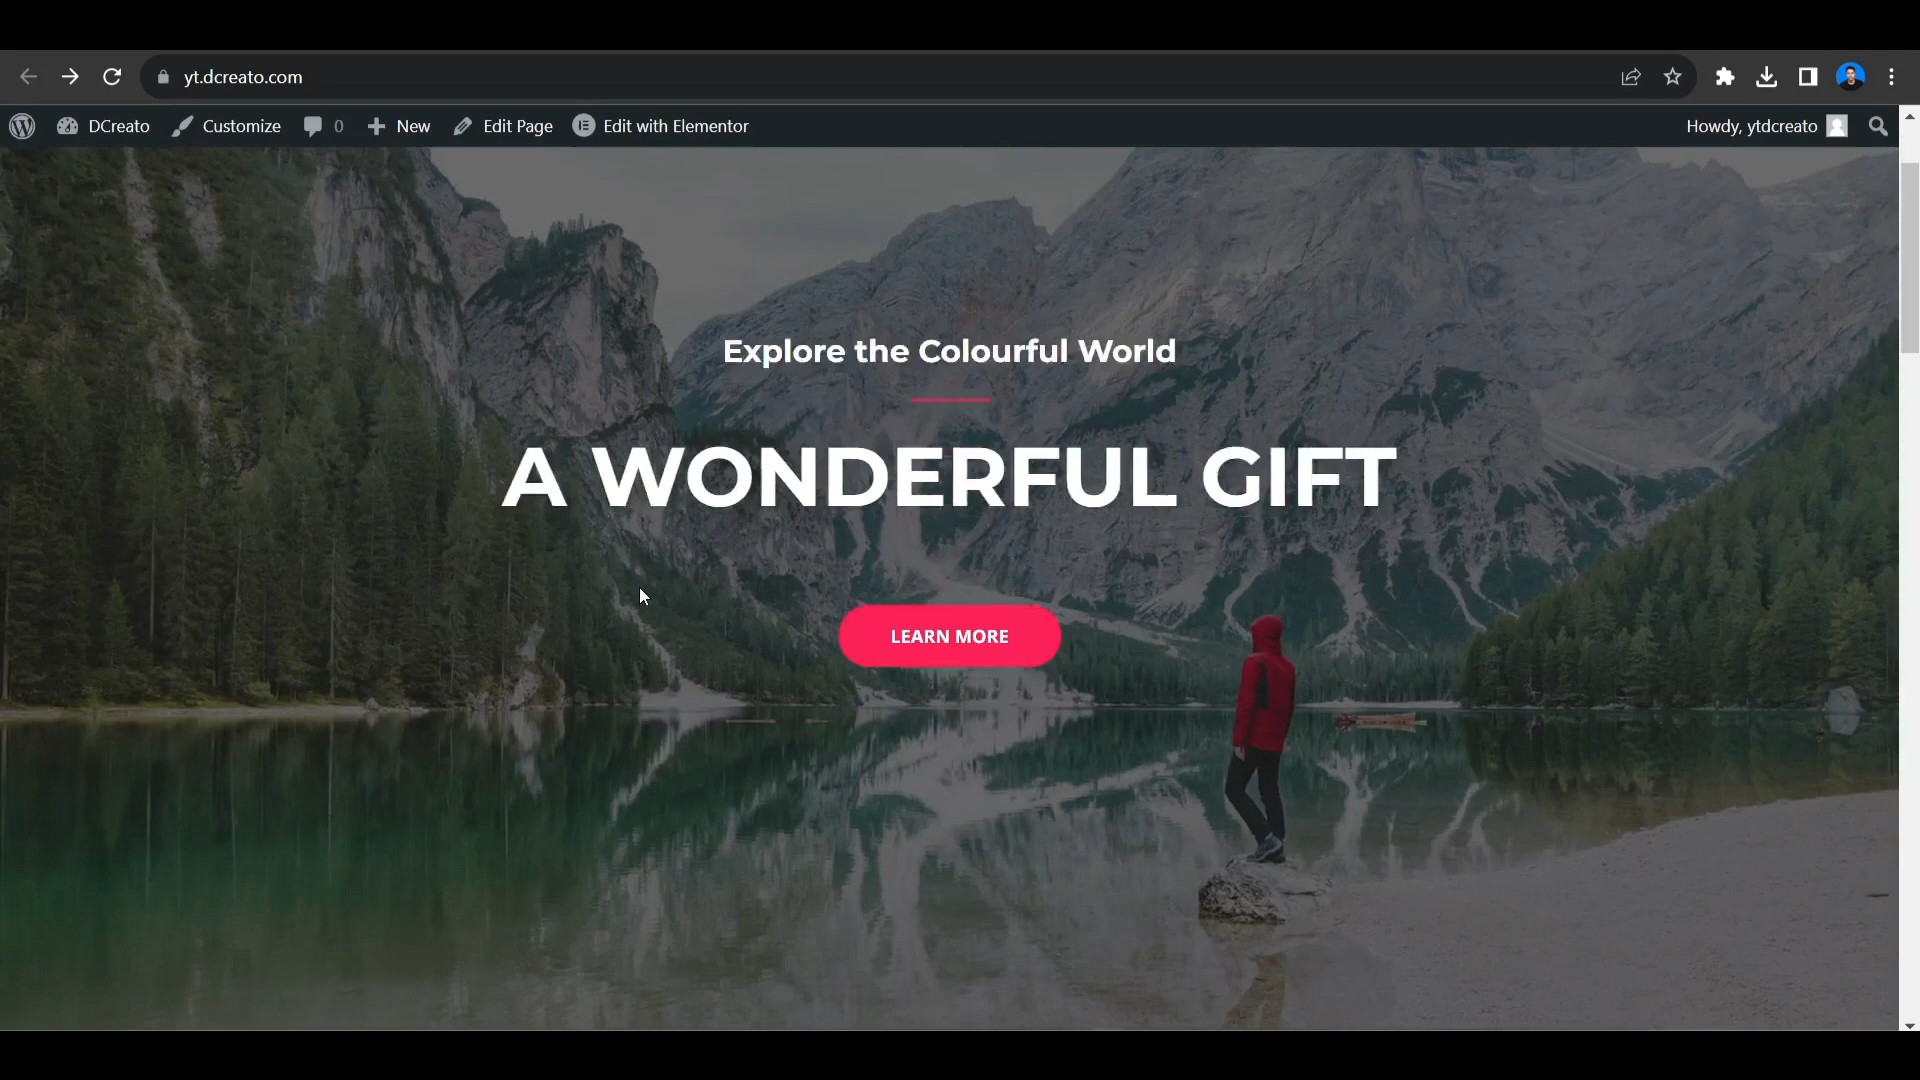 yt.dcreato.com
DCreato Customize 0 New Edit Page Edit with Elementor Howdy, ytdcreato
Explore the Colourful World
A WONDERFUL GIFT
LEARN MORE